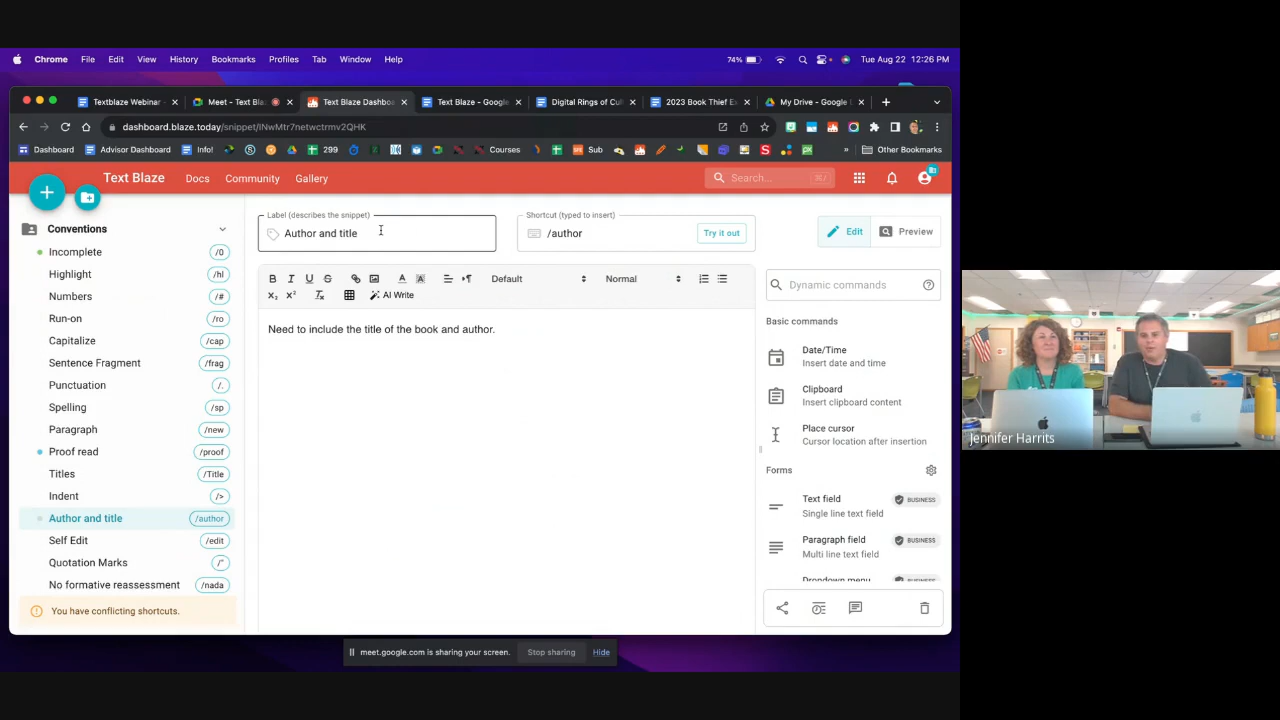 Chrome File Edit View History Bookmarks Profiles Tab Window Help
74% Tue Aug 22 12:26 PM
Textblaze Webinar - Meet - Text Bla Text Blaze Dashboa Text Blaze - Google Digital Rings of Cul 2023 Book Thief Es My Drive - Google
dashboard.blaze.today/snippet/
Dashboard Advisor Dashboard Info! 299 Courses Sub Other Bookmarks
Text Blaze Docs Community Gallery Search...
Conventions
Incomplete /0
Highlight /hl
Numbers /#
Run-on /ro
Capitalize /cap
Sentence Fragment /frag
Punctuation /.
Spelling /sp
Paragraph /new
Proof read /proof
Titles /Title
Indent />
Author and title /author
Self Edit /edit
Quotation Marks /"
No formative reassessment /nada
You have conflicting shortcuts.
Label (describes the snippet)
Author and title
Shortcut (typed to insert)
/author Try it out
Edit Preview
B I U S Default Normal
AI Write
Need to include the title of the book and author.
Dynamic commands
Basic commands
Date/Time
Insert date and time
Clipboard
Insert clipboard content
Place cursor
Cursor location after insertion
Forms
Text field BUSINESS
Single line text field
Paragraph field BUSINESS
Multi line text field
Dropdown menu BUSINESS
meet.google.com is sharing your screen. Stop sharing Hide
Jennifer Harrits